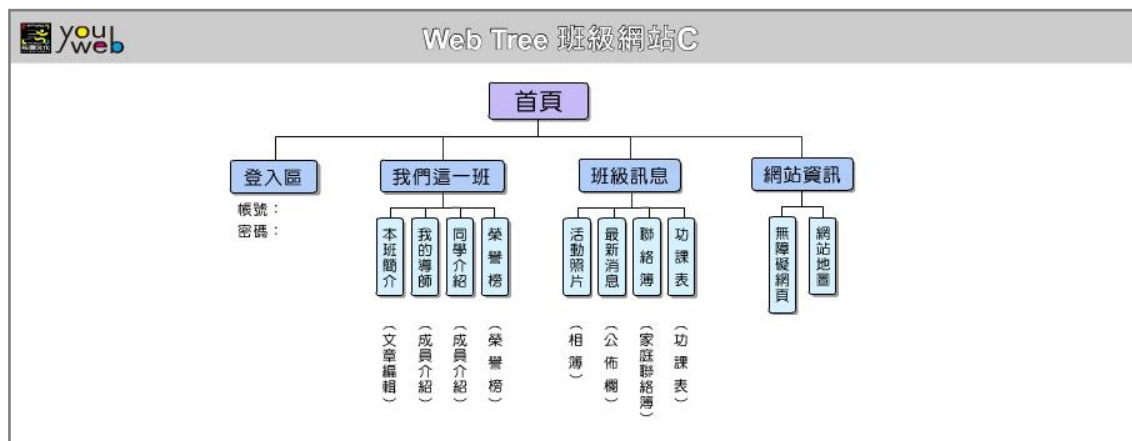 you web
Web Tree 班級網站C
首頁
登入區
帳號：
密碼：
我們這一班
本班簡介
我的導師
同學介紹
榮譽榜
（文章編輯）
（成員介紹）
（成員介紹）
（榮譽榜）
班級訊息
活動照片
最新消息
聯絡簿
功課表
（相簿）
（公佈欄）
（家庭聯絡簿）
（功課表）
網站資訊
無障礙網頁
網站地圖